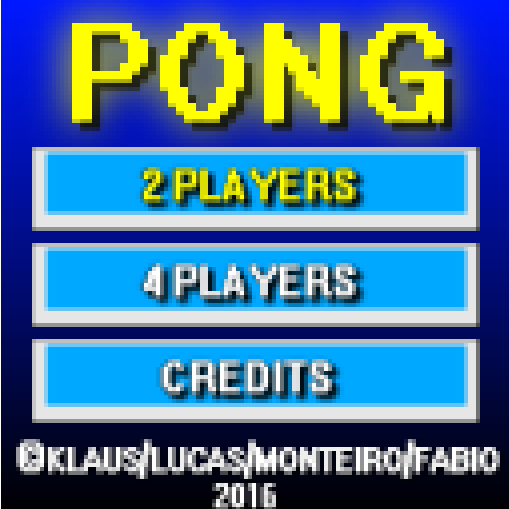 PONG
2 PLAYERS
4 PLAYERS
CREDITS
@KLAUS/LUCAS/MONTEIRO/FABIO
2016